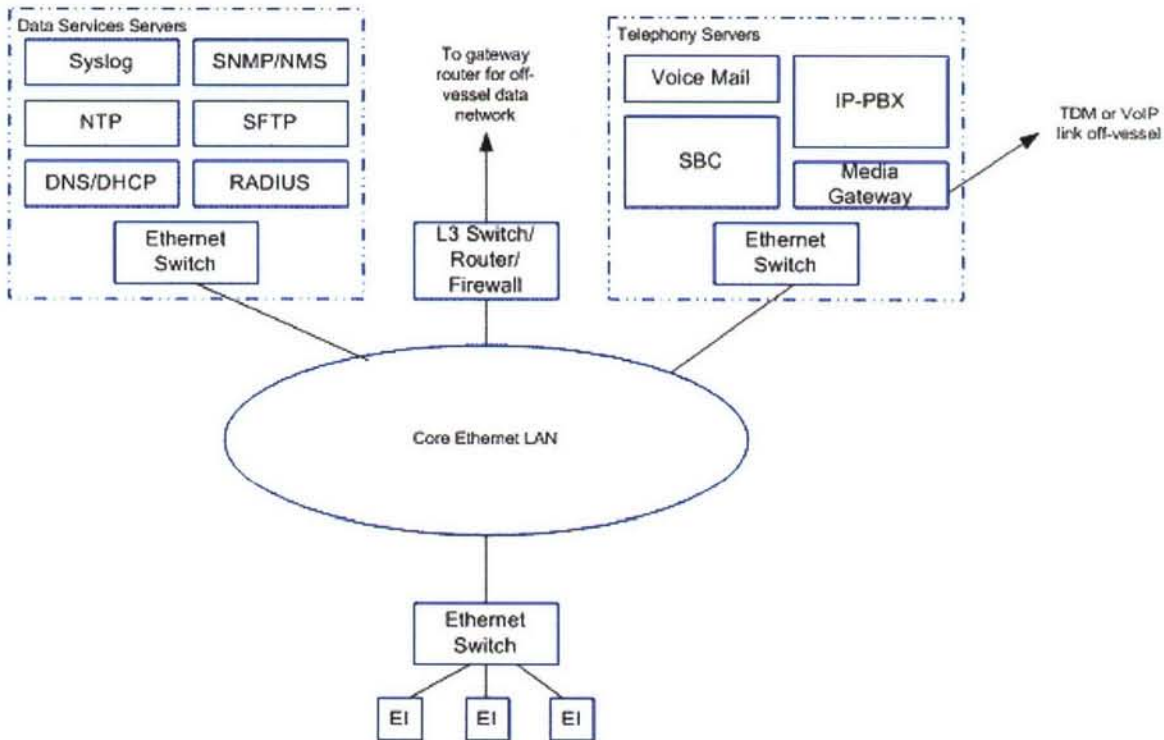 Data Services Servers
Syslog
SNMP/NMS
NTP
SFTP
DNS/DHCP
RADIUS
Ethernet
Switch
To gateway
router for off-
vessel data
network
L3 Switch/
Router/
Firewall
Telephony Servers
Voice Mail
IP-PBX
SBC
Media
Gateway
Ethernet
Switch
TDM or VoIP
link off-vessel
Core Ethernet LAN
Ethernet
Switch
EI
EI
EI